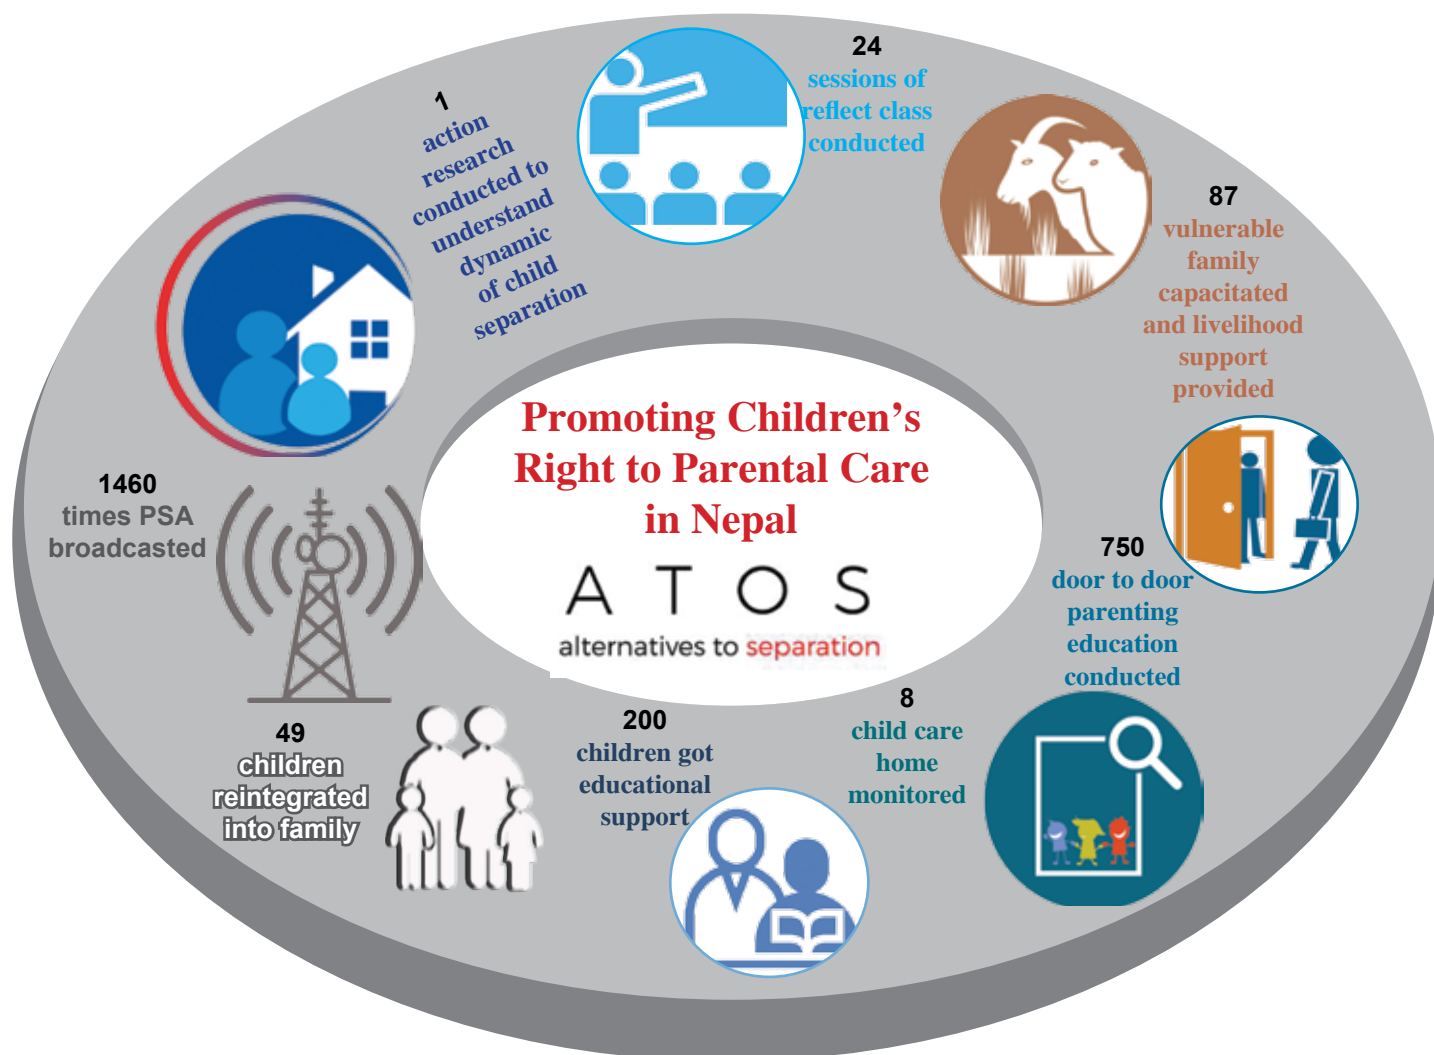 1
action
research
conducted to
understand
dynamic
of child
separation
24
sessions of
reflect class
conducted
87
vulnerable
family
capacitated
and livelihood
support
provided
Promoting Children’s
Right to Parental Care
in Nepal
A T O S
alternatives to separation
1460
times PSA
broadcasted
750
door to door
parenting
education
conducted
49
children
reintegrated
into family
200
children got
educational
support
8
child care
home
monitored